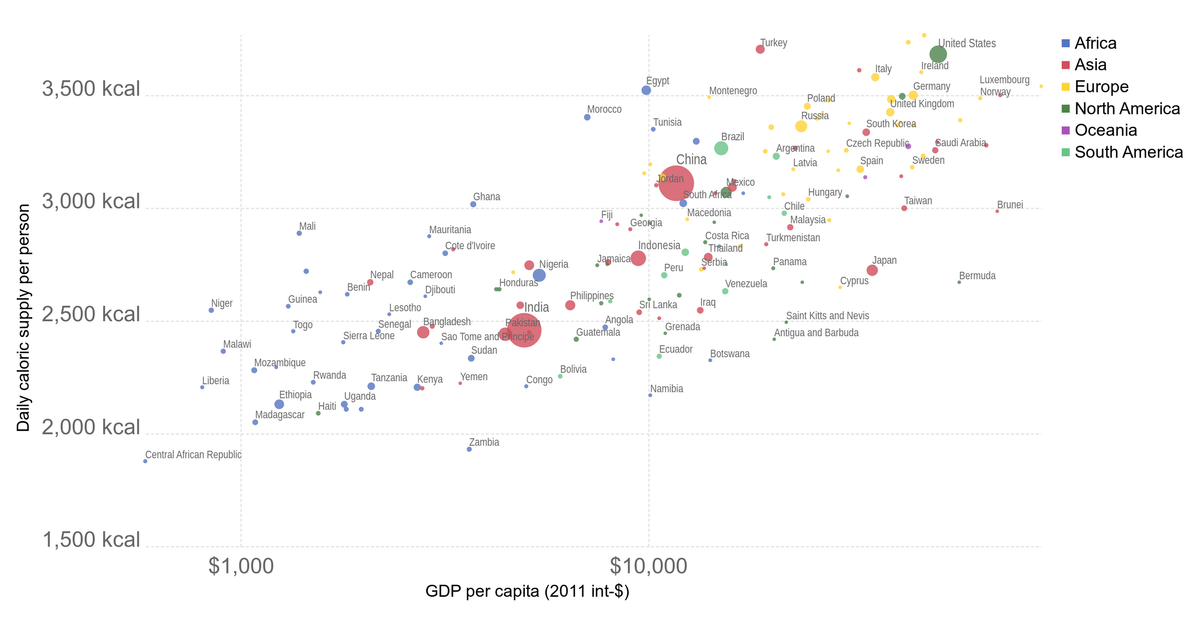 Turkey
United States
Africa
Asia
Europe
North America
Oceania
South America
Italy
Ireland
Egypt
Luxembourg
3,500 kcal
Montenegro
Germany
Norway
Poland
United Kingdom
Morocco
Russia
Tunisia
South Korea
Brazil
Argentina
Czech Republic
Saudi Arabia
China
Latvia
Spain
Sweden
Jordan
Mexico
South Africa
Hungary
3,000 kcal
Ghana
Chile
Taiwan
Brunei
Fiji
Macedonia
Mali
Mauritania
Georgia
Malaysia
Cote d'Ivoire
Indonesia
Costa Rica
Turkmenistan
Thailand
Nigeria
Jamaica
Serbia
Panama
Japan
Nepal
Cameroon
Honduras
Peru
Cyprus
Bermuda
Benin
Djibouti
Venezuela
Niger
Guinea
Lesotho
India
Philippines
Sri Lanka
Iraq
2,500 kcal
Togo
Senegal
Bangladesh
Pakistan
Angola
Saint Kitts and Nevis
Sierra Leone
Sao Tome and Principe
Guatemala
Grenada
Antigua and Barbuda
Malawi
Sudan
Ecuador
Botswana
Mozambique
Bolivia
Liberia
Rwanda
Tanzania
Kenya
Yemen
Congo
Namibia
Ethiopia
Uganda
Haiti
Madagascar
2,000 kcal
Zambia
Central African Republic
1,500 kcal
$1,000
$10,000
Daily caloric supply per person
GDP per capita (2011 int-$)